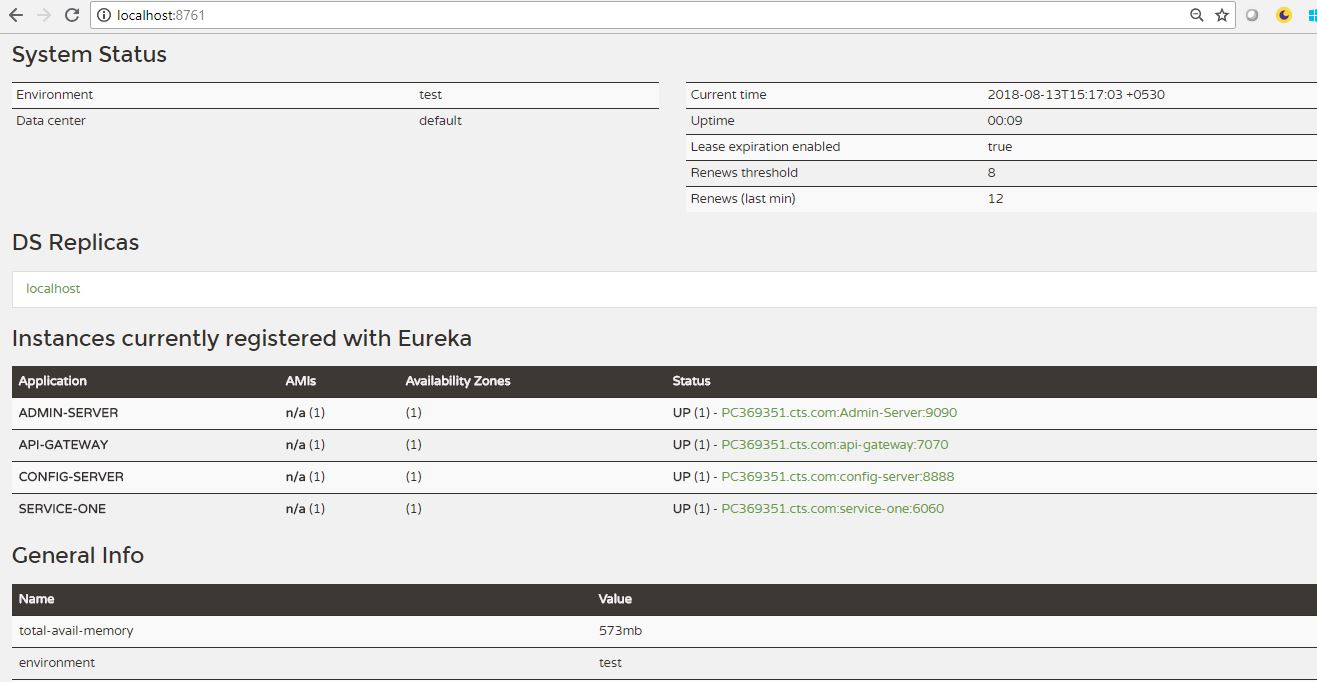 localhost:8761
System Status
Environment test
Data center default
Current time 2018-08-13T15:17:03 +0530
Uptime 00:09
Lease expiration enabled true
Renews threshold 8
Renews (last min) 12
DS Replicas
localhost
Instances currently registered with Eureka
Application AMIs Availability Zones Status
ADMIN-SERVER n/a (1) (1) UP (1) - PC369351.cts.com:Admin-Server:9090
API-GATEWAY n/a (1) (1) UP (1) - PC369351.cts.com:api-gateway:7070
CONFIG-SERVER n/a (1) (1) UP (1) - PC369351.cts.com:config-server:8888
SERVICE-ONE n/a (1) (1) UP (1) - PC369351.cts.com:service-one:6060
General Info
Name Value
total-avail-memory 573mb
environment test